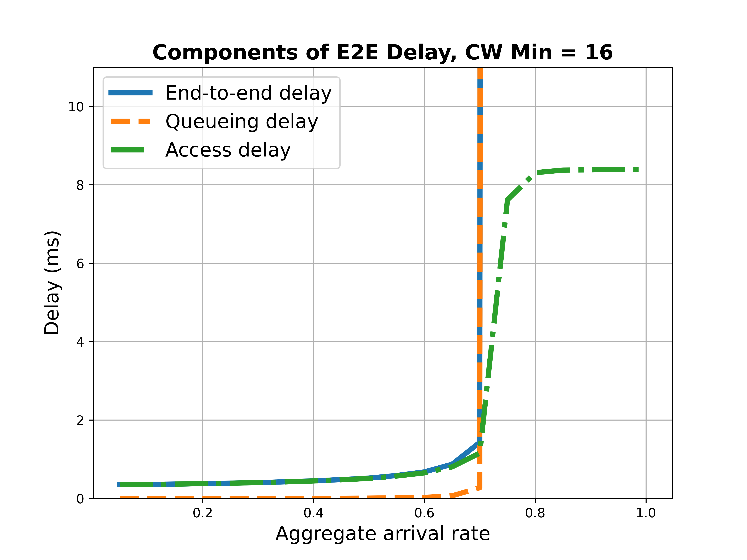 Components of E2E Delay, CW Min = 16
End-to-end delay
Queueing delay
Access delay
Delay (ms)
10
8
6
4
2
0
0.2 0.4 0.6 0.8 1.0
Aggregate arrival rate